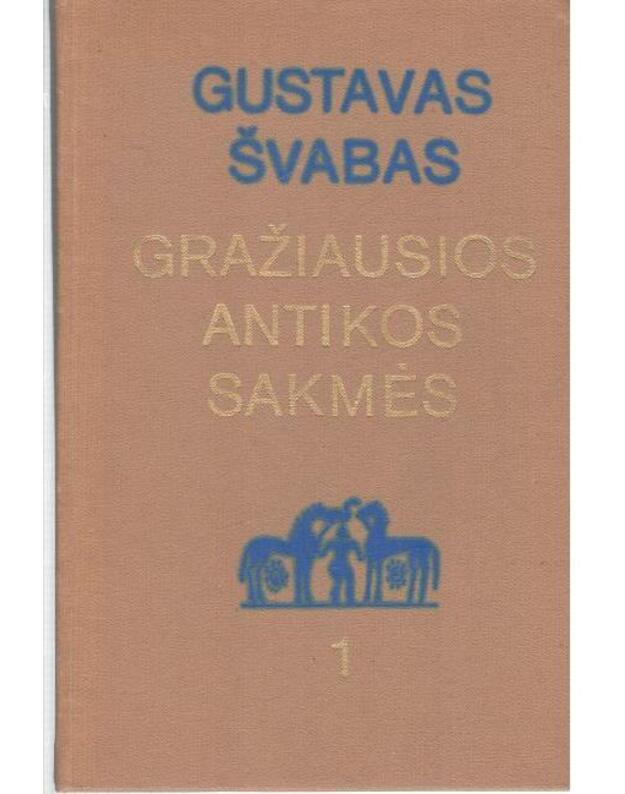 GUSTAVAS
ŠVABAS
GRAŽIAUSIOS
ANTIKOS
SAKMĖS
1